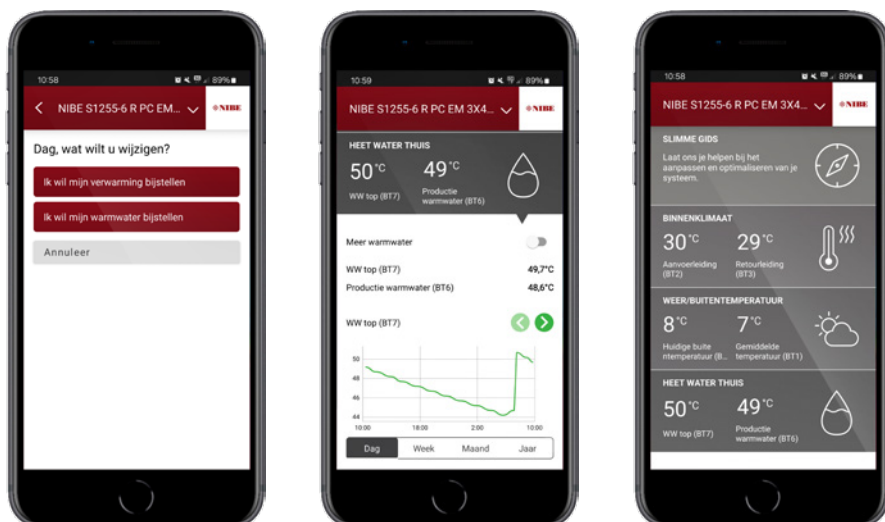 10:58
89%
NIBE S1255-6 R PC EM...
NIBE
Dag, wat wilt u wijzigen?
Ik wil mijn verwarming bijstellen
Ik wil mijn warmwater bijstellen
Annuleer
10:59
89%
NIBE S1255-6 R PC EM 3X4...
NIBE
HEET WATER THUIS
50°C
49°C
WW top (BT7)
Productie
warmwater (BT6)
Meer warmwater
WW top (BT7) 49,7°C
Productie warmwater (BT6) 48,6°C
WW top (BT7)
50
48
46
44
10:00 18:00 2:00 10:00
Dag Week Maand Jaar
10:58
89%
NIBE S1255-6 R PC EM 3X4...
NIBE
SLIMME GIDS
Laat ons je helpen bij het
aanpassen en optimaliseren van je
systeem.
BINNENKLIMAAT
30°C
29°C
Aanvoerleiding
(BT2)
Retourleiding
(BT3)
WEER/BUITENTEMPERATUUR
8°C
7°C
Huidige buite
ntemperatuur (B...
Gemiddelde
temperatuur (BT1)
HEET WATER THUIS
50°C
49°C
WW top (BT7)
Productie
warmwater (BT6)